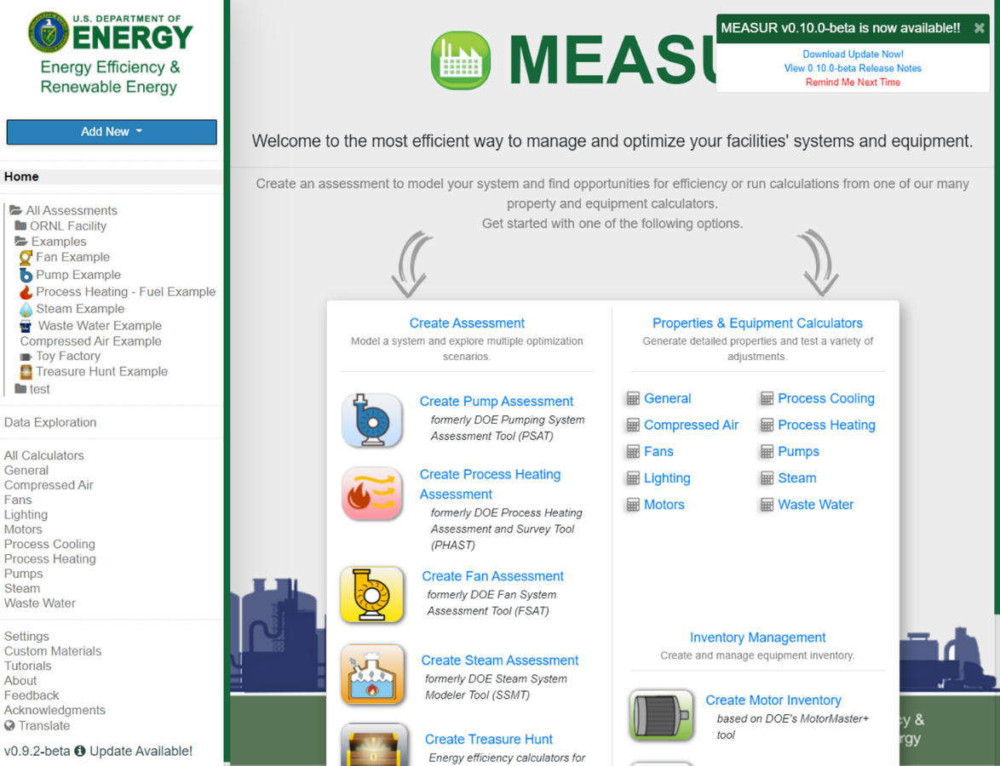 U.S. DEPARTMENT OF
ENERGY
Energy Efficiency &
Renewable Energy
Add New
Home
All Assessments
ORNL Facility
Examples
Fan Example
Pump Example
Process Heating - Fuel Example
Steam Example
Waste Water Example
Compressed Air Example
Toy Factory
Treasure Hunt Example
test
Data Exploration
All Calculators
General
Compressed Air
Fans
Lighting
Motors
Process Cooling
Process Heating
Pumps
Steam
Waste Water
Settings
Custom Materials
Tutorials
About
Feedback
Acknowledgments
Translate
v0.9.2-beta Update Available!
MEASU
MEASUR v0.10.0-beta is now available!! ×
Download Update Now!
View 0.10.0-beta Release Notes
Remind Me Next Time
Welcome to the most efficient way to manage and optimize your facilities' systems and equipment.
Create an assessment to model your system and find opportunities for efficiency or run calculations from one of our many
property and equipment calculators.
Get started with one of the following options.
Create Assessment
Model a system and explore multiple optimization
scenarios.
Create Pump Assessment
formerly DOE Pumping System
Assessment Tool (PSAT)
Create Process Heating
Assessment
formerly DOE Process Heating
Assessment and Survey Tool
(PHAST)
Create Fan Assessment
formerly DOE Fan System
Assessment Tool (FSAT)
Create Steam Assessment
formerly DOE Steam System
Modeler Tool (SSMT)
Create Treasure Hunt
Energy efficiency calculators for
Properties & Equipment Calculators
Generate detailed properties and test a variety of
adjustments.
General
Compressed Air
Fans
Lighting
Motors
Process Cooling
Process Heating
Pumps
Steam
Waste Water
Inventory Management
Create and manage equipment inventory.
Create Motor Inventory
based on DOE's MotorMaster+
tool
cy &
rgy